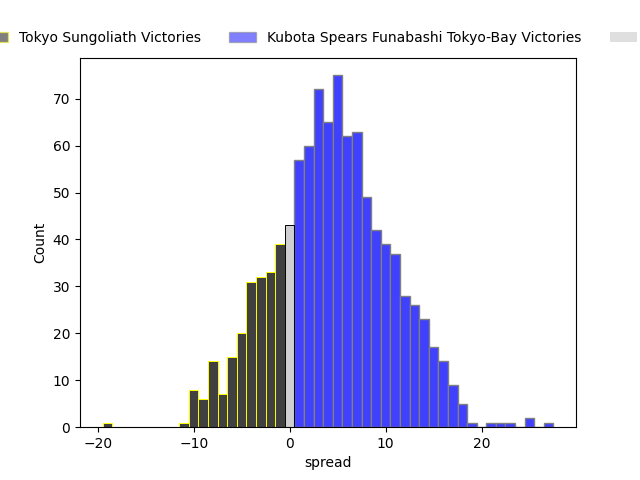 Tokyo Sungoliath Victories Kubota Spears Funabashi Tokyo-Bay Victories
70
60
50
40
30
20
10
0
Count
−20 −10 0 10 20
spread